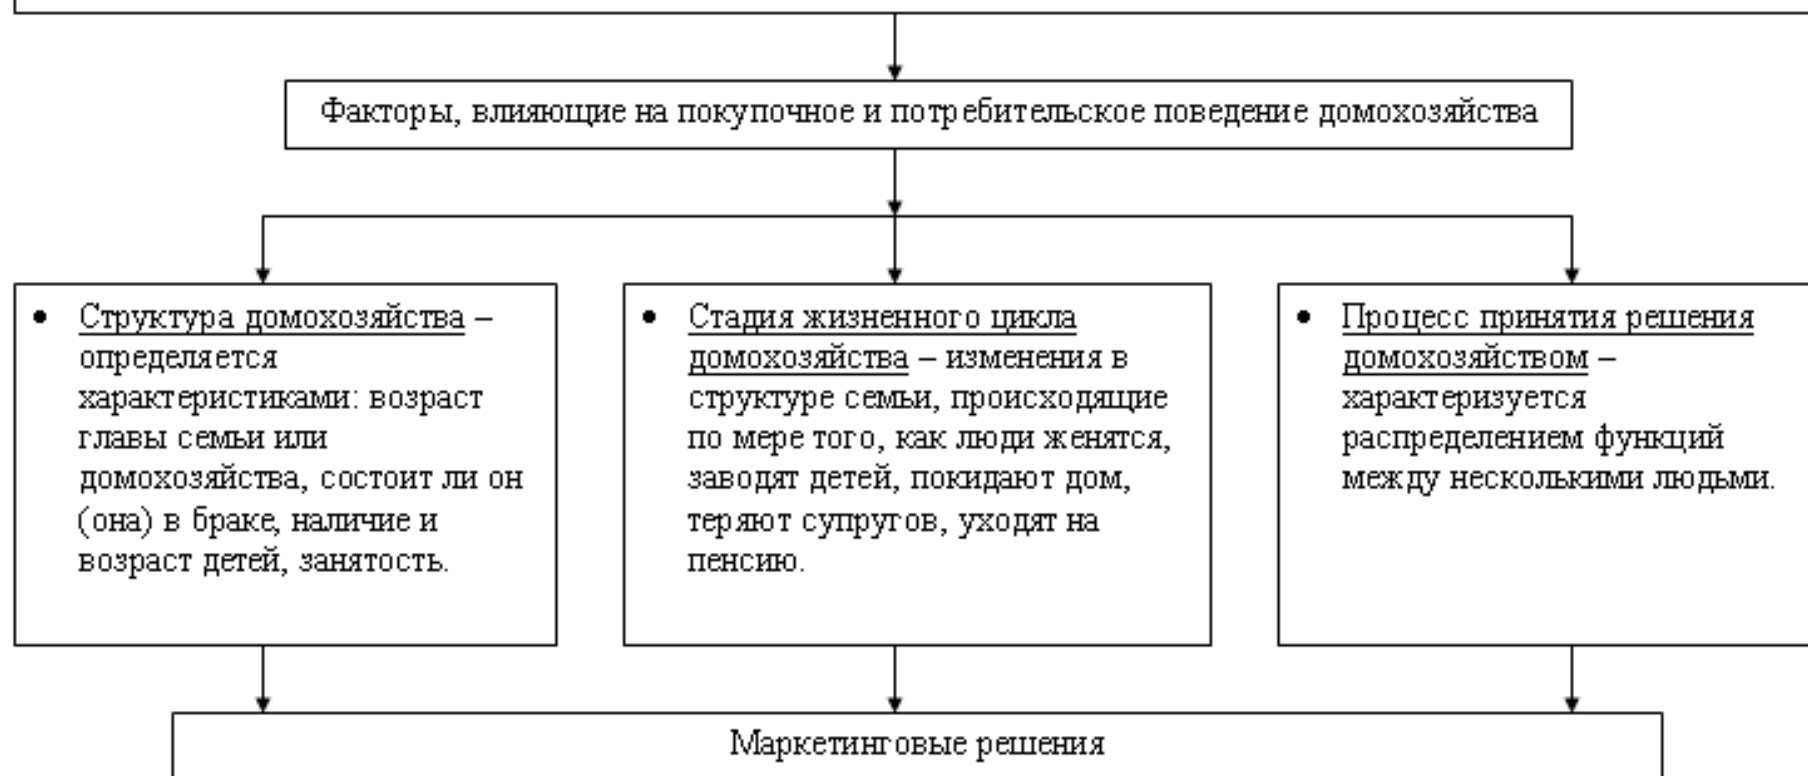 Факторы, влияющие на покупочное и потребительское поведение домохозяйства
• Структура домохозяйства –
определяется
характеристиками: возраст
главы семьи или
домохозяйства, состоит ли он
(она) в браке, наличие и
возраст детей, занятость.
• Стадия жизненного цикла
домохозяйства – изменения в
структуре семьи, происходящие
по мере того, как люди женятся,
заводят детей, покидают дом,
теряют супругов, уходят на
пенсию.
• Процесс принятия решения
домохозяйством –
характеризуется
распределением функций
между несколькими людьми.
Маркетинговые решения